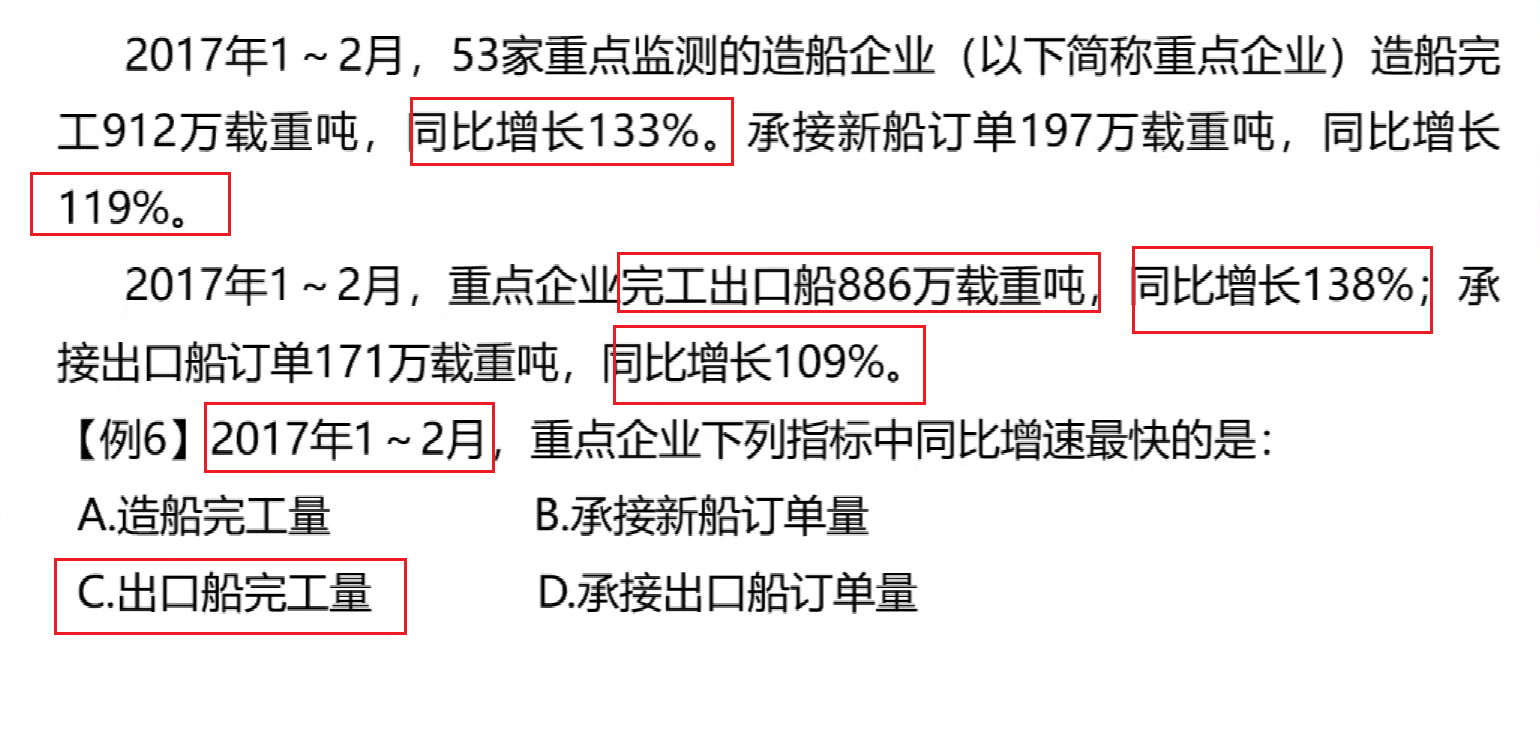 2017年1～2月，53家重点监测的造船企业（以下简称重点企业）造船完
工912万载重吨，同比增长133%。承接新船订单197万载重吨，同比增长
119%。
2017年1～2月，重点企业完工出口船886万载重吨，同比增长138%；承
接出口船订单171万载重吨，同比增长109%。
【例6】2017年1～2月，重点企业下列指标中同比增速最快的是：
A.造船完工量 B.承接新船订单量
C.出口船完工量 D.承接出口船订单量